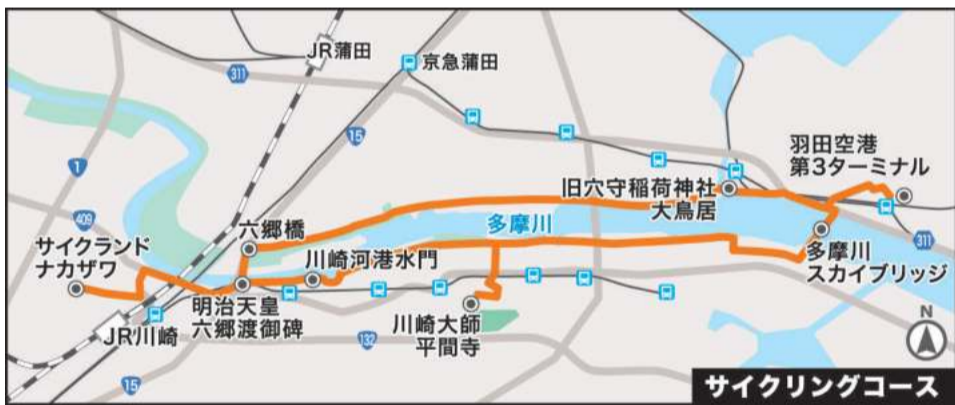 JR蒲田
京急蒲田
311
15
1
409
羽田空港
第3ターミナル
旧穴守稲荷神社
大鳥居
多摩川
六郷橋
サイクランド
ナカザワ
川崎河港水門
多摩川
スカイブリッジ
311
明治天皇
六郷渡御碑
川崎大師
平間寺
JR川崎
132
15
N
サイクリングコース